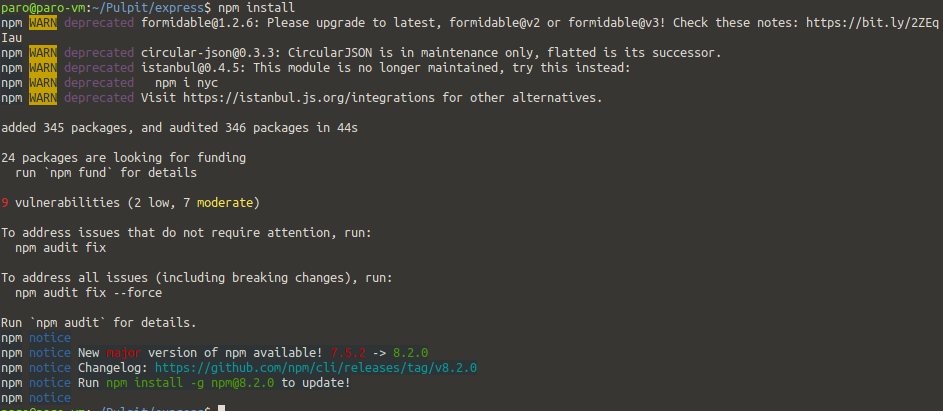 paro@paro-vm:~/Pulpit/express$ npm install
npm WARN deprecated formidable@1.2.6: Please upgrade to latest, formidable@v2 or formidable@v3! Check these notes: https://bit.ly/2ZEq
Iau
npm WARN deprecated circular-json@0.3.3: CircularJSON is in maintenance only, flatted is its successor.
npm WARN deprecated istanbul@0.4.5: This module is no longer maintained, try this instead:
npm WARN deprecated   npm i nyc
npm WARN deprecated Visit https://istanbul.js.org/integrations for other alternatives.
added 345 packages, and audited 346 packages in 44s
24 packages are looking for funding
  run `npm fund` for details
9 vulnerabilities (2 low, 7 moderate)
To address issues that do not require attention, run:
  npm audit fix
To address all issues (including breaking changes), run:
  npm audit fix --force
Run `npm audit` for details.
npm notice
npm notice New major version of npm available! 7.5.2 -> 8.2.0
npm notice Changelog: https://github.com/npm/cli/releases/tag/v8.2.0
npm notice Run npm install -g npm@8.2.0 to update!
npm notice
paro@paro-vm:~/Pulpit/express$